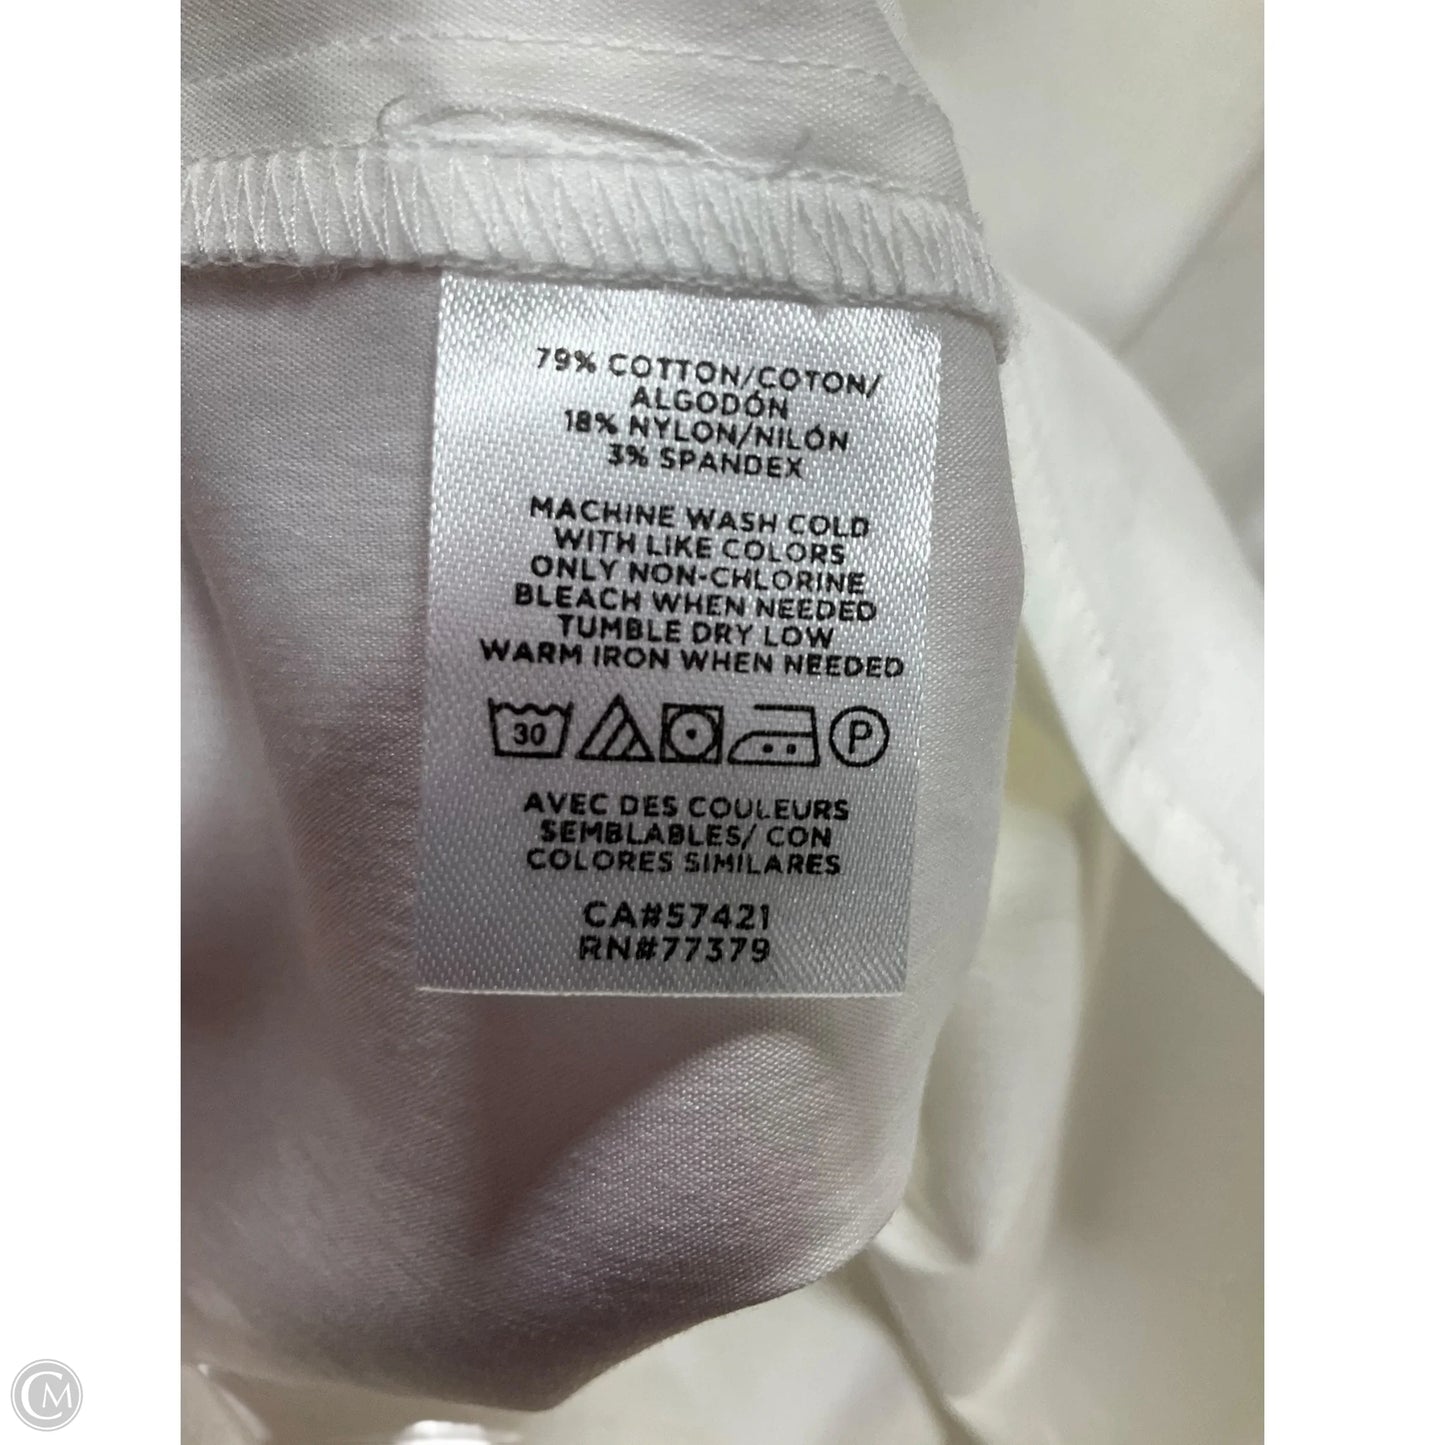 79% COTTON/COTON/
ALGODÓN
18% NYLON/NILÓN
3% SPANDEX
MACHINE WASH COLD
WITH LIKE COLORS
ONLY NON-CHLORINE
BLEACH WHEN NEEDED
TUMBLE DRY LOW
WARM IRON WHEN NEEDED
30 P
AVEC DES COULEURS
SEMBLABLES/ CON
COLORES SIMILARES
CA#57421
RN#77379
CM